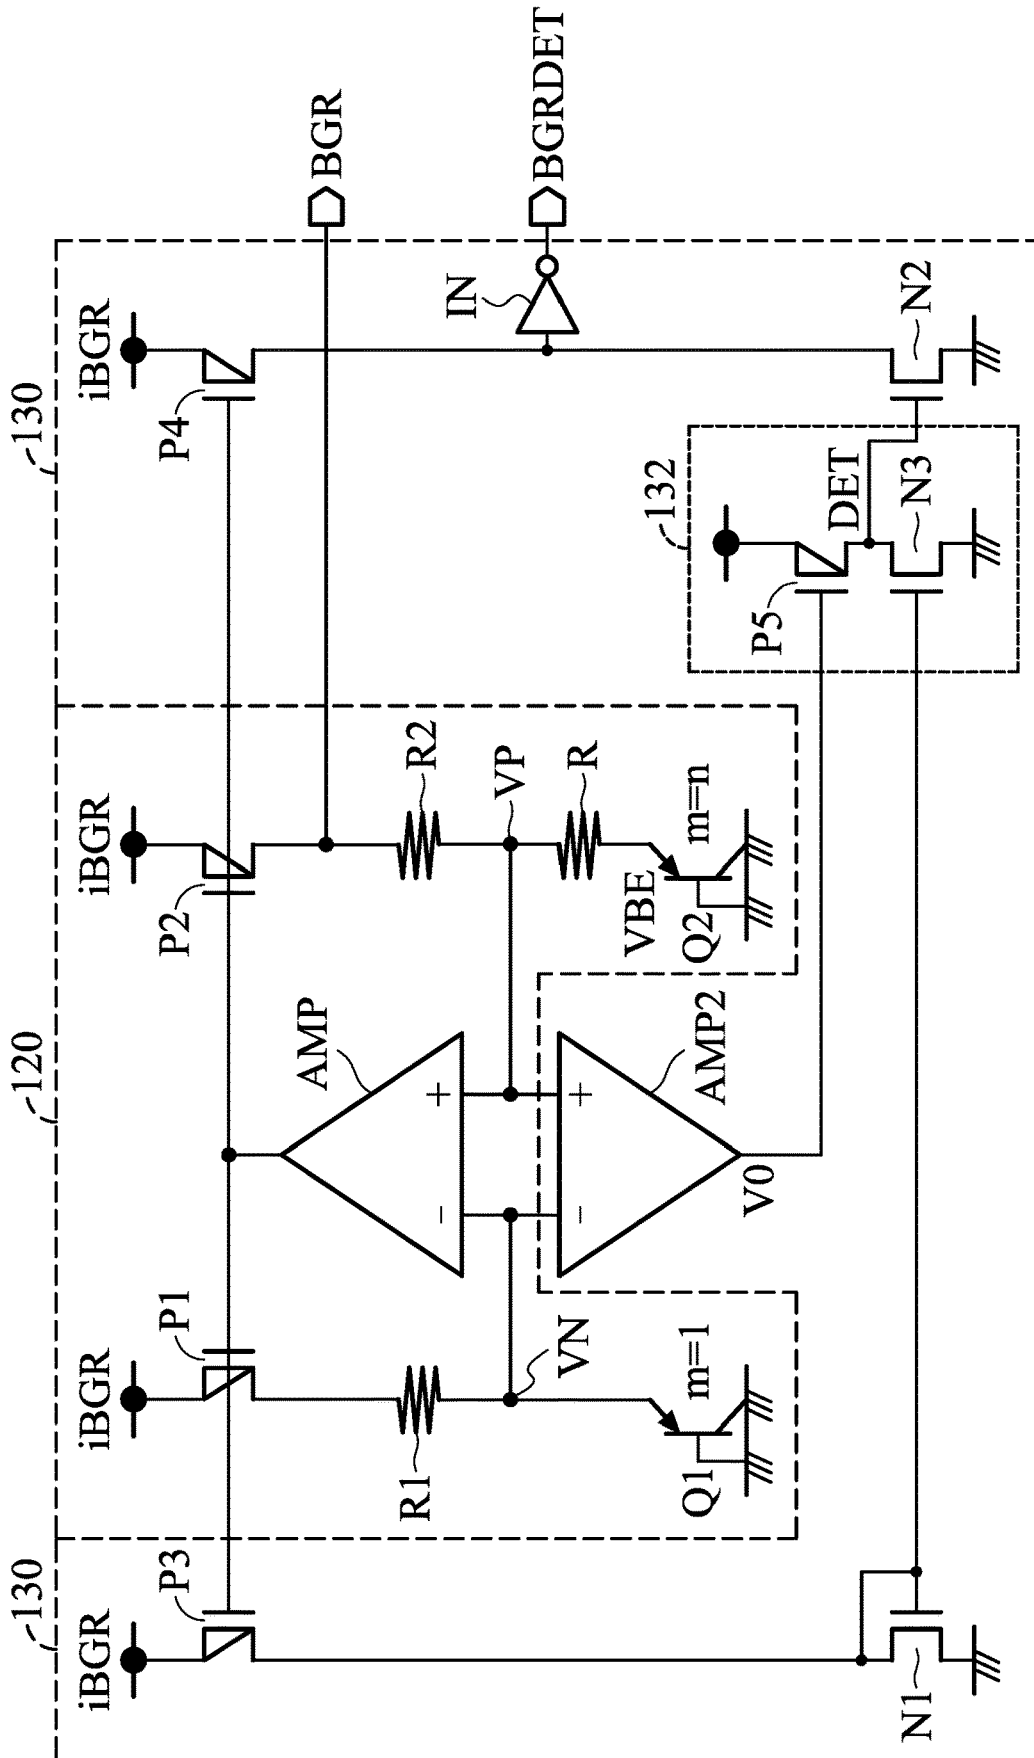 130
120
130
iBGR
iBGR
iBGR
iBGR
P3
P1
P2
P4
BGR
AMP
-
+
R1
R2
IN
BGRDET
VN
VP
R
-
+
AMP2
V0
Q1
m=1
VBE
Q2
m=n
132
P5
DET
N1
N3
N2